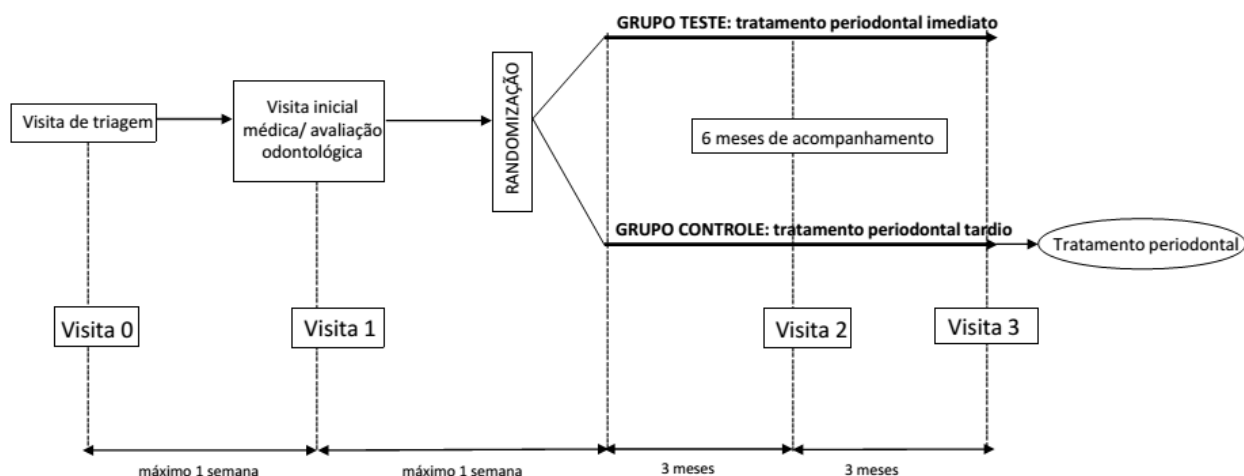 GRUPO TESTE: tratamento periodontal imediato
Visita de triagem
Visita inicial
médica/ avaliação
odontológica
RANDOMIZAÇÃO
6 meses de acompanhamento
GRUPO CONTROLE: tratamento periodontal tardio
Tratamento periodontal
Visita 0
Visita 1
Visita 2
Visita 3
máximo 1 semana
máximo 1 semana
3 meses
3 meses